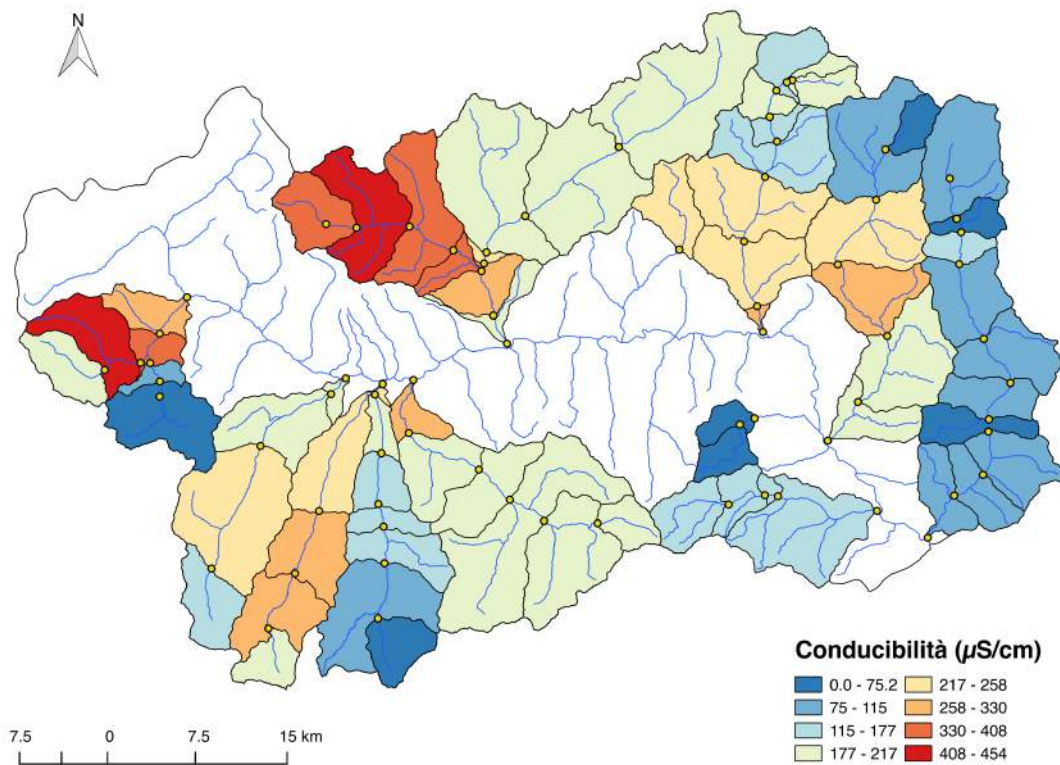 N
Conducibilità (µS/cm)
0.0 - 75.2 217 - 258
75 - 115 258 - 330
115 - 177 330 - 408
177 - 217 408 - 454
7.5 0 7.5 15 km